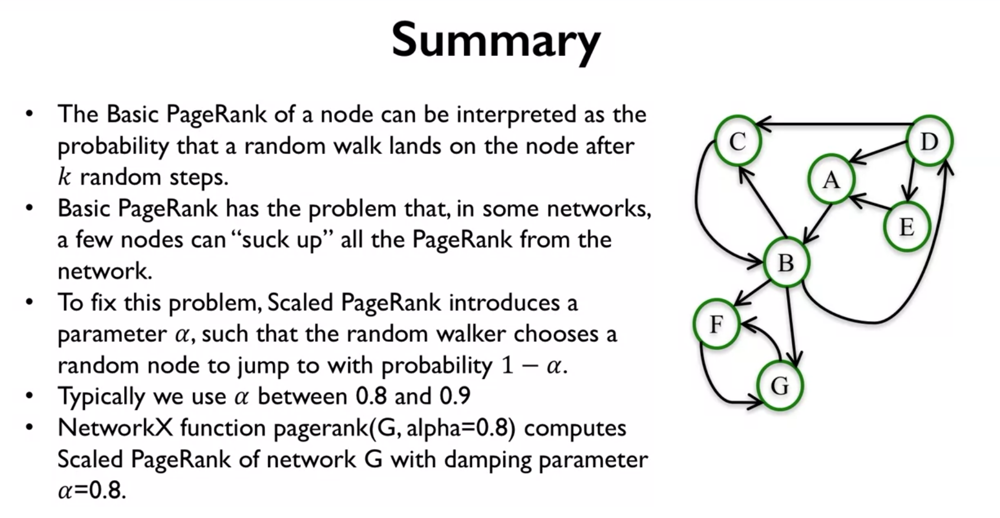 Summary
• The Basic PageRank of a node can be interpreted as the
probability that a random walk lands on the node after
𝑘 random steps.
• Basic PageRank has the problem that, in some networks,
a few nodes can “suck up” all the PageRank from the
network.
• To fix this problem, Scaled PageRank introduces a
parameter 𝛼, such that the random walker chooses a
random node to jump to with probability 1 − 𝛼.
• Typically we use 𝛼 between 0.8 and 0.9
• NetworkX function pagerank(G, alpha=0.8) computes
Scaled PageRank of network G with damping parameter
𝛼=0.8.
C
D
A
E
B
F
G